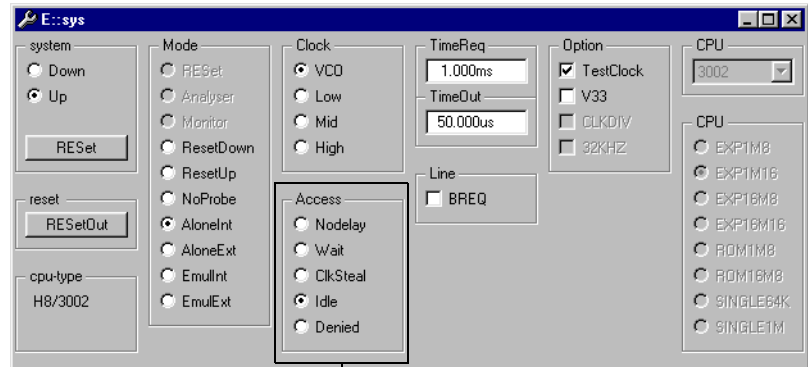 E::sys
system
Down
Up
RESet
reset
RESetOut
cpu-type
H8/3002
Mode
RESet
Analyser
Monitor
ResetDown
ResetUp
NoProbe
AloneInt
AloneExt
EmulInt
EmulExt
Clock
VCO
Low
Mid
High
Access
Nodelay
Wait
ClkSteal
Idle
Denied
TimeReq
1.000ms
TimeOut
50.000us
Line
BREQ
Option
TestClock
V33
CLKDIV
32KHZ
CPU
3002
CPU
EXP1M8
EXP1M16
EXP16M8
EXP16M16
ROM1M8
ROM16M8
SINGLE64K
SINGLE1M